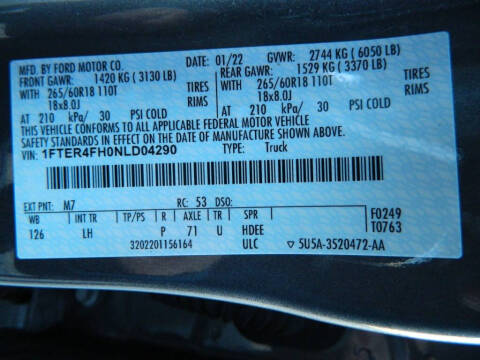 MFD. BY FORD MOTOR CO.
01/22 GVWR: 2744 KG (6050 LB)
FRONT GAWR: 1420 KG (3130 LB) REAR GAWR: 1529 KG (3370 LB)
WITH 265/60R18 110T TIRES WITH 265/60R18 110T TIRES
18x8.0J RIMS 18x8.0J RIMS
AT 210 kPa/ 30 PSI COLD AT 210 kPa/ 30 PSI COLD
THIS VEHICLE CONFORMS TO ALL APPLICABLE FEDERAL MOTOR VEHICLE
SAFETY STANDARDS IN EFFECT ON THE DATE OF MANUFACTURE SHOWN ABOVE.
VIN: 1FTER4FH0NLD04290 TYPE: Truck
EXT PNT: M7 RC: 53 DSO:
WB INT TR TP/PS R AXLE TR SPR F0249
126 LH P 71 U HDEE T0763
3202201156164 ULC ▽ 5U5A-3520472-AA